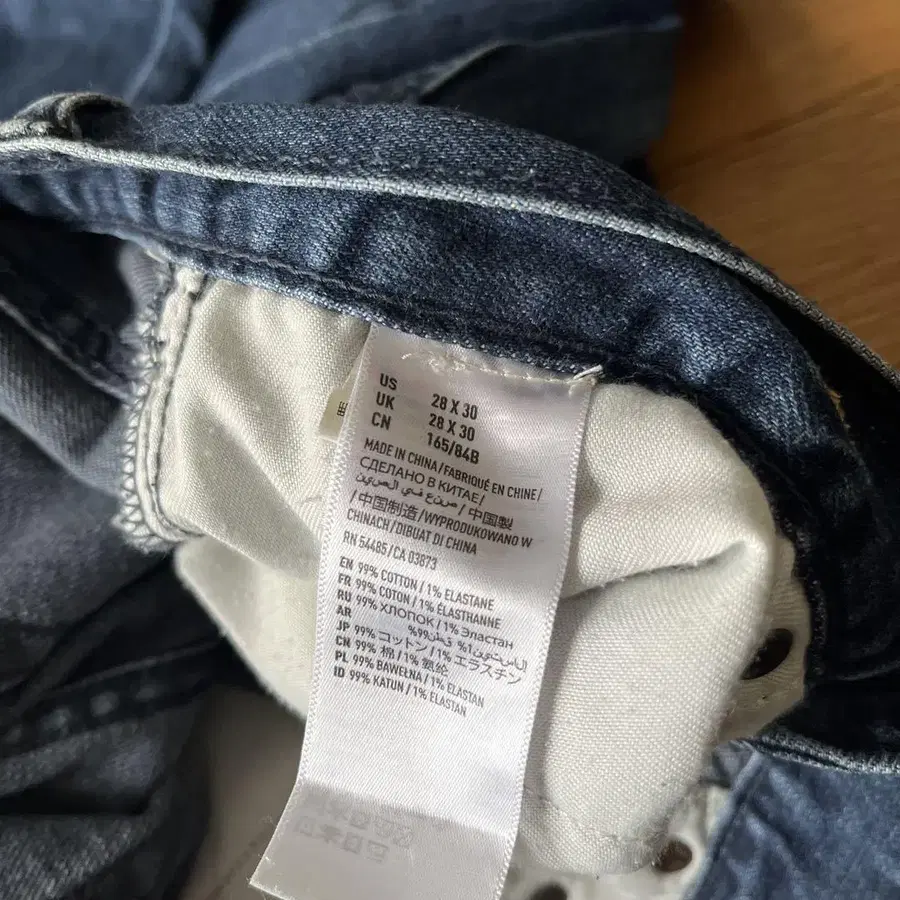 US 28 X 30
UK 28 X 30
CN 165/84B
MADE IN CHINA/FABRIQUÉ EN CHINE/
СДЕЛАНО В КИТАЕ/
صنع في الصين/
/中国制造/WYPRODUKOWANO W
CHINACH/DIBUAT DI CHINA
RN 54485/CA 03873
EN 99% COTTON / 1% ELASTANE
FR 99% COTON / 1% ÉLASTHANNE
RU 99% ХЛОПОК / 1% Эластан
AR
JP 99% コットン / 1% エラスチン
CN 99% 棉 / 1% 氨纶
PL 99% BAWEŁNA / 1% ELASTAN
ID 99% KATUN / 1% ELASTAN